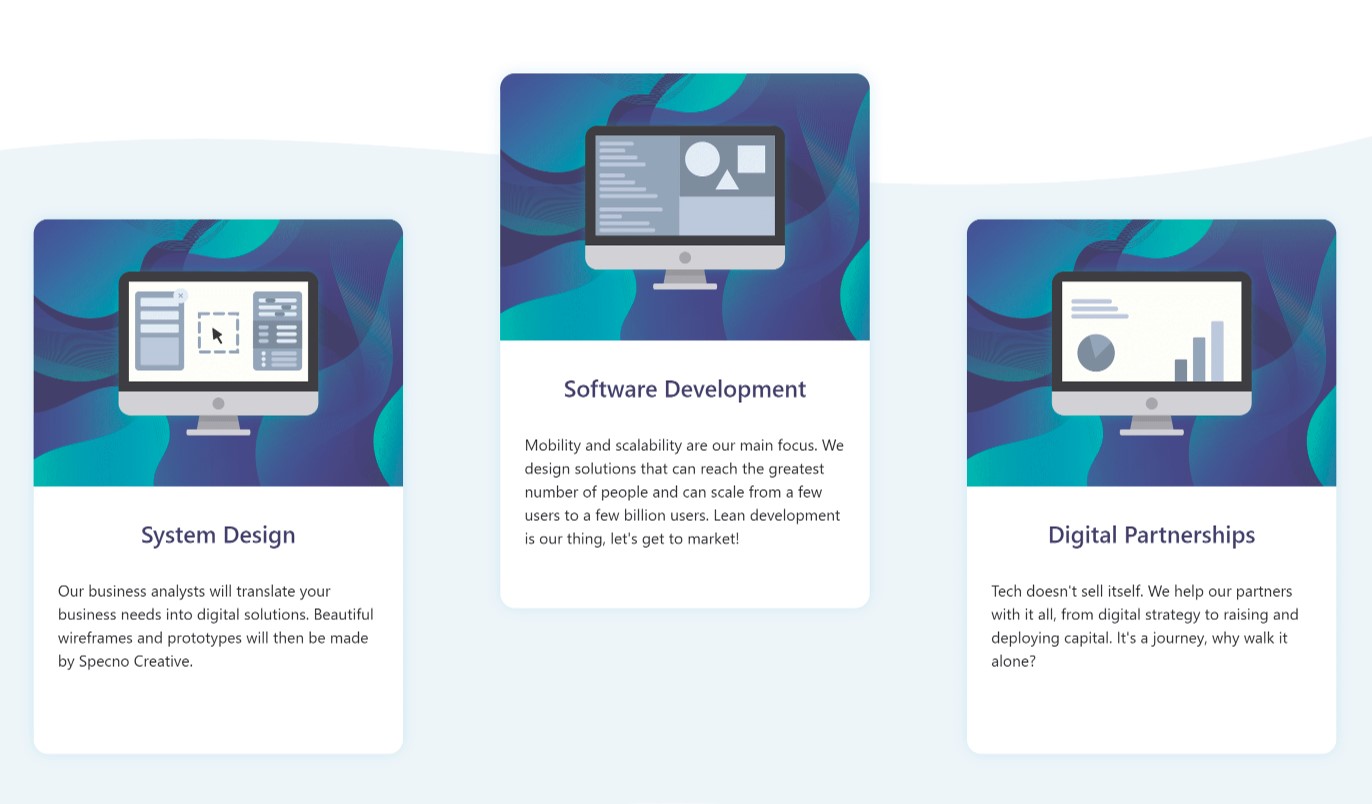 System Design
Our business analysts will translate your
business needs into digital solutions. Beautiful
wireframes and prototypes will then be made
by Specno Creative.
Software Development
Mobility and scalability are our main focus. We
design solutions that can reach the greatest
number of people and can scale from a few
users to a few billion users. Lean development
is our thing, let's get to market!
Digital Partnerships
Tech doesn't sell itself. We help our partners
with it all, from digital strategy to raising and
deploying capital. It's a journey, why walk it
alone?